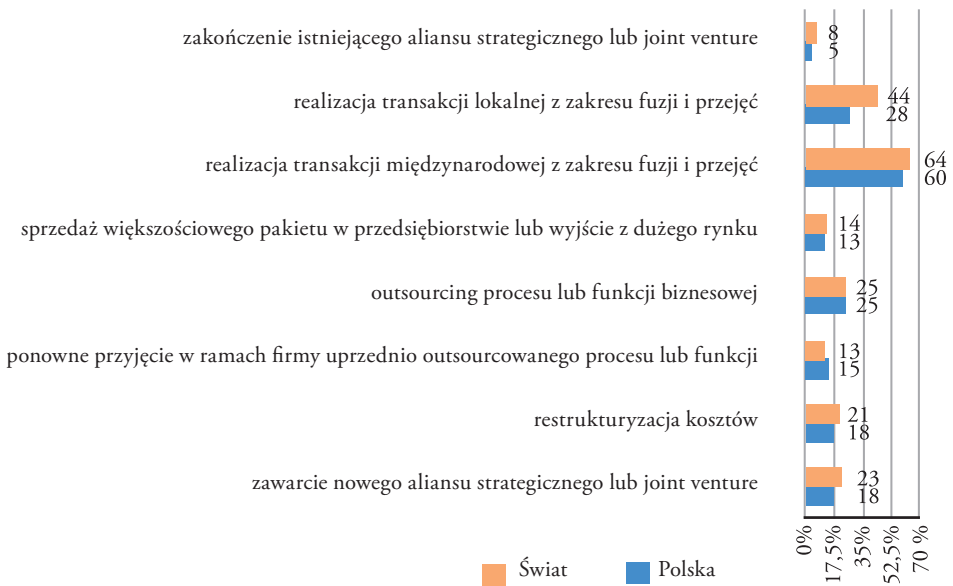 zakończenie istniejącego aliansu strategicznego lub joint venture
8
5
realizacja transakcji lokalnej z zakresu fuzji i przejęć
44
28
realizacja transakcji międzynarodowej z zakresu fuzji i przejęć
64
60
sprzedaż większościowego pakietu w przedsiębiorstwie lub wyjście z dużego rynku
14
13
outsourcing procesu lub funkcji biznesowej
25
25
ponowne przyjęcie w ramach firmy uprzednio outsourcowanego procesu lub funkcji
13
15
restrukturyzacja kosztów
21
18
zawarcie nowego aliansu strategicznego lub joint venture
23
18
0%
17,5%
35%
52,5%
70 %
Świat
Polska